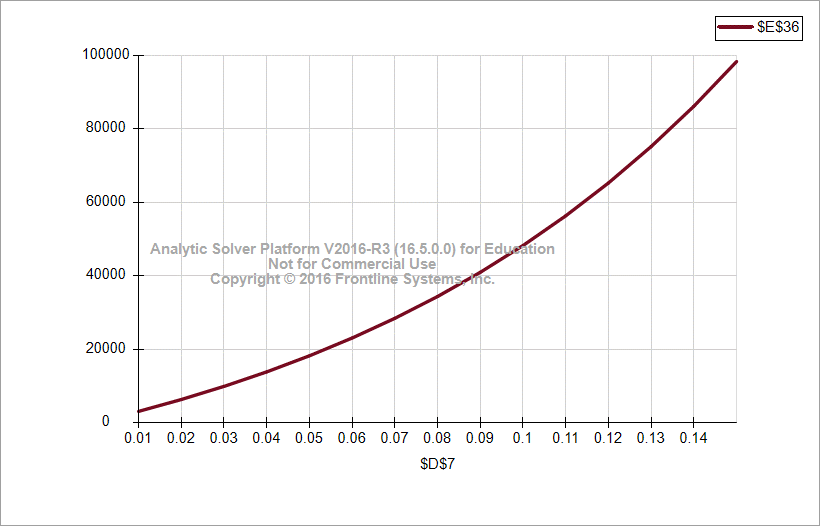 $E$36
100000
80000
60000
40000
20000
0
Analytic Solver Platform V2016-R3 (16.5.0.0) for Education
Not for Commercial Use
Copyright © 2016 Frontline Systems, Inc.
0.01 0.02 0.03 0.04 0.05 0.06 0.07 0.08 0.09 0.1 0.11 0.12 0.13 0.14
$D$7